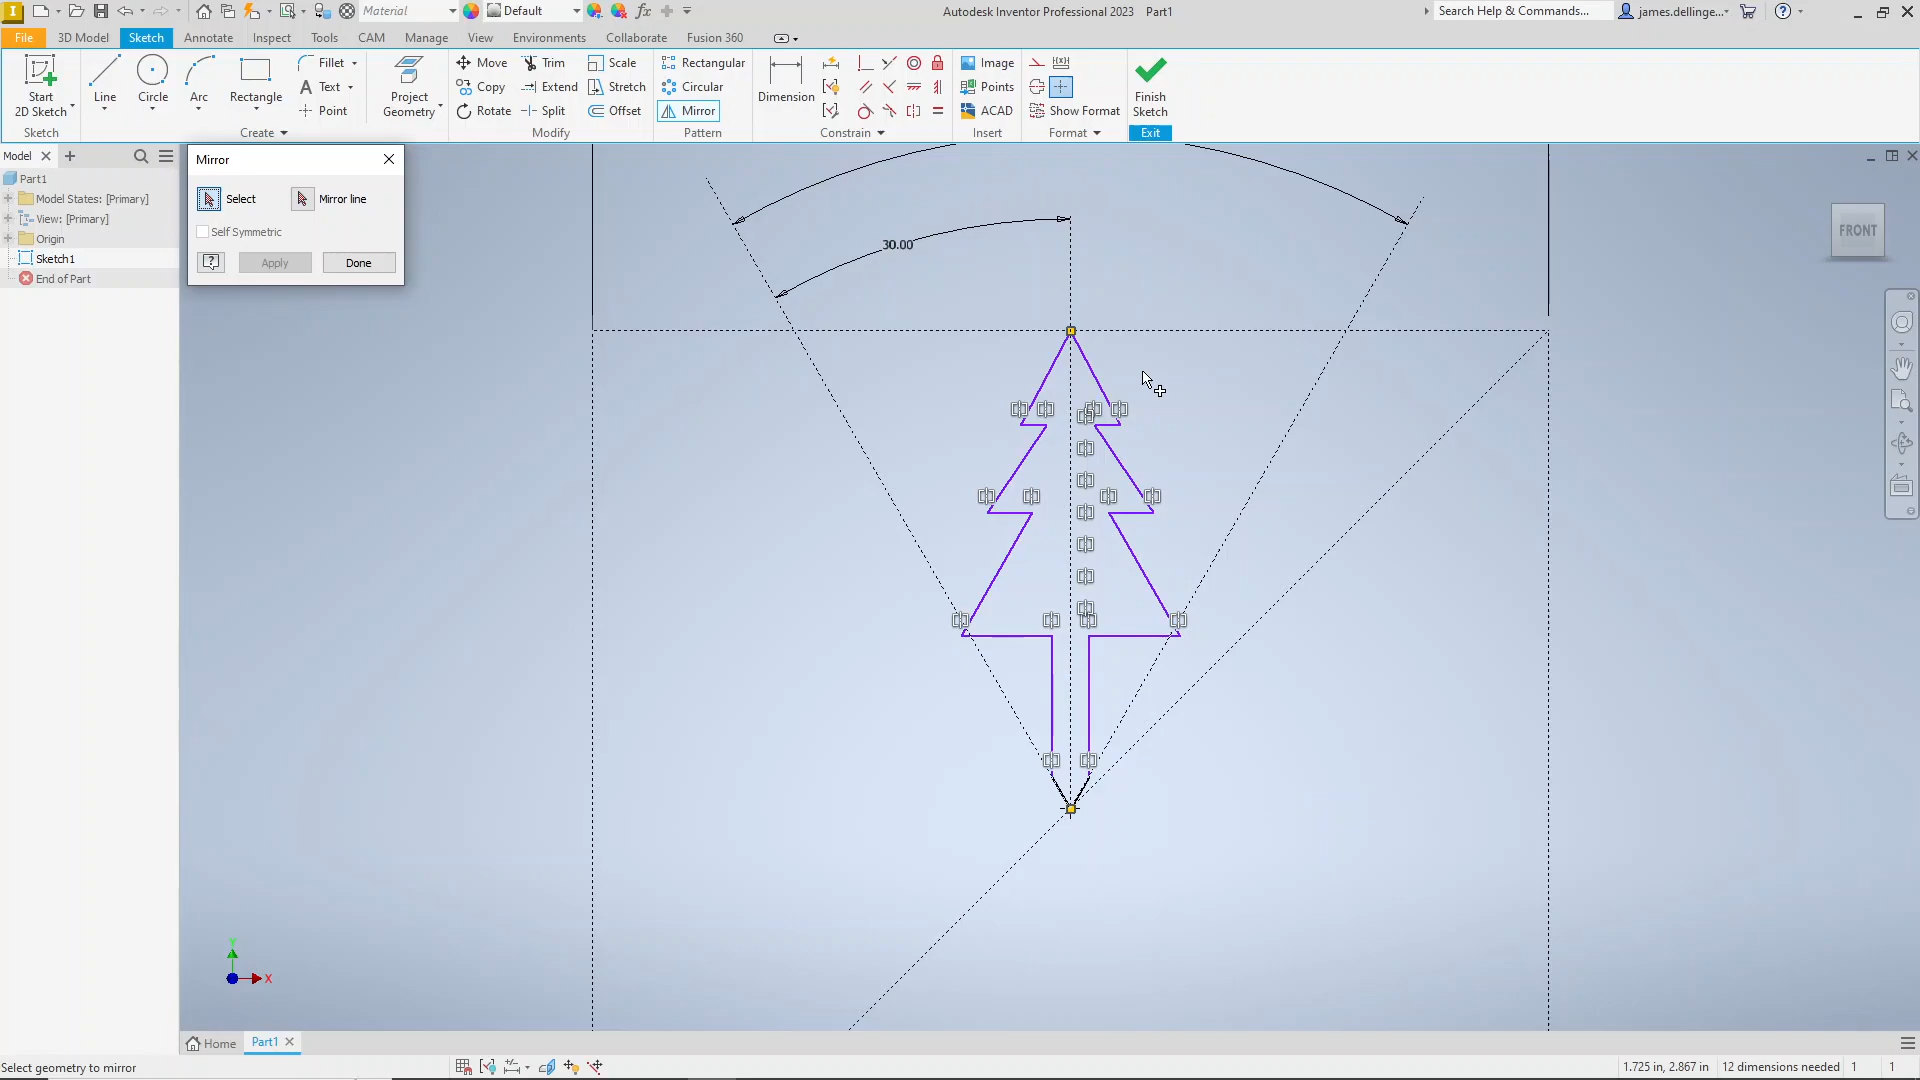 Material
Default
Autodesk Inventor Professional 2023 Part1
Search Help & Commands...
james.dellinge...
File
3D Model
Sketch
Annotate
Inspect
Tools
CAM
Manage
View
Environments
Collaborate
Fusion 360
Start
2D Sketch
Line
Circle
Arc
Rectangle
Fillet
Text
Point
Project
Geometry
Move
Copy
Rotate
Trim
Extend
Split
Scale
Stretch
Offset
Rectangular
Circular
Mirror
Dimension
Image
Points
ACAD
Show Format
Finish
Sketch
Sketch
Create
Modify
Pattern
Constrain
Insert
Format
Exit
Model
Part1
Model States: [Primary]
View: [Primary]
Origin
Sketch1
End of Part
Mirror
Select
Mirror line
Self Symmetric
Apply
Done
30.00
FRONT
Y
X
Home
Part1
Select geometry to mirror
1.725 in, 2.867 in 12 dimensions needed 1 1